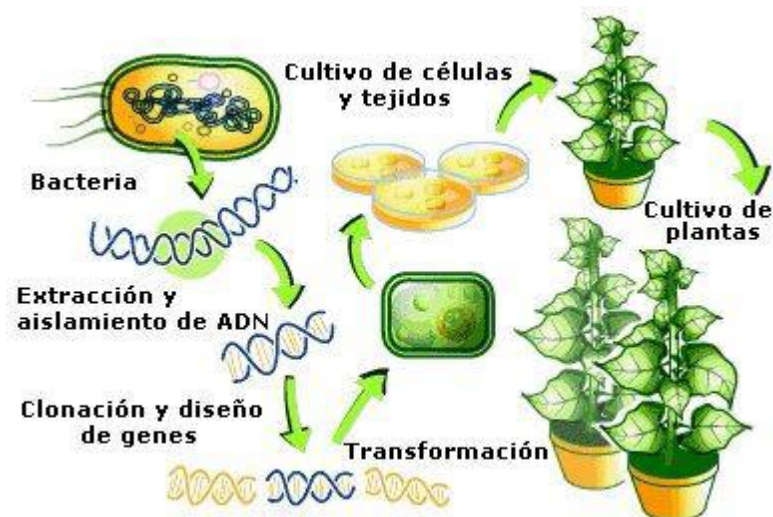 Bacteria
Extracción y
aislamiento de ADN
Clonación y diseño
de genes
Transformación
Cultivo de células
y tejidos
Cultivo de
plantas